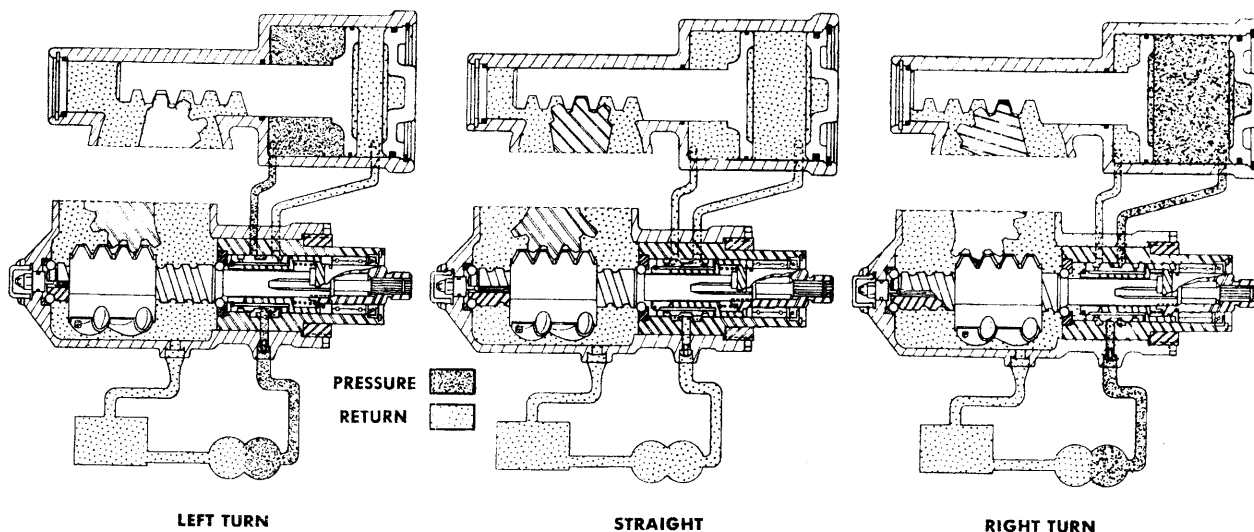 PRESSURE
RETURN
LEFT TURN
STRAIGHT
RIGHT TURN